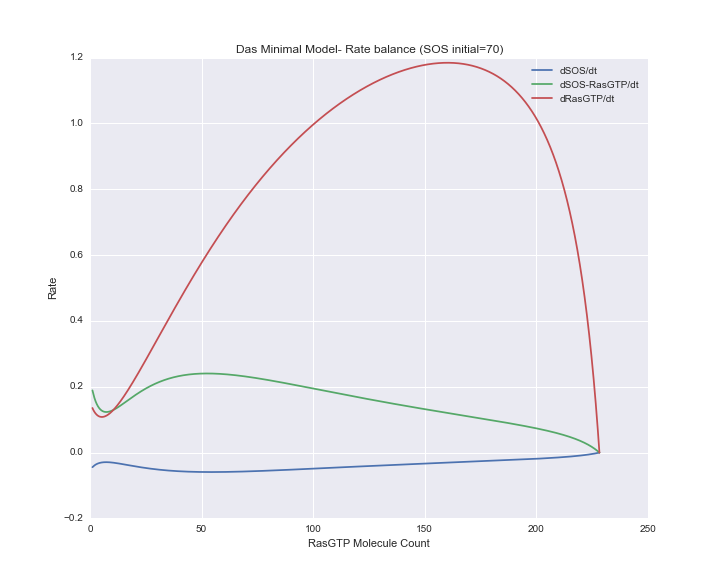 Das Minimal Model- Rate balance (SOS initial=70)
1.2
1.0
0.8
0.6
0.4
0.2
0.0
−0.2
Rate
dSOS/dt
dSOS-RasGTP/dt
dRasGTP/dt
0 50 100 150 200 250
RasGTP Molecule Count